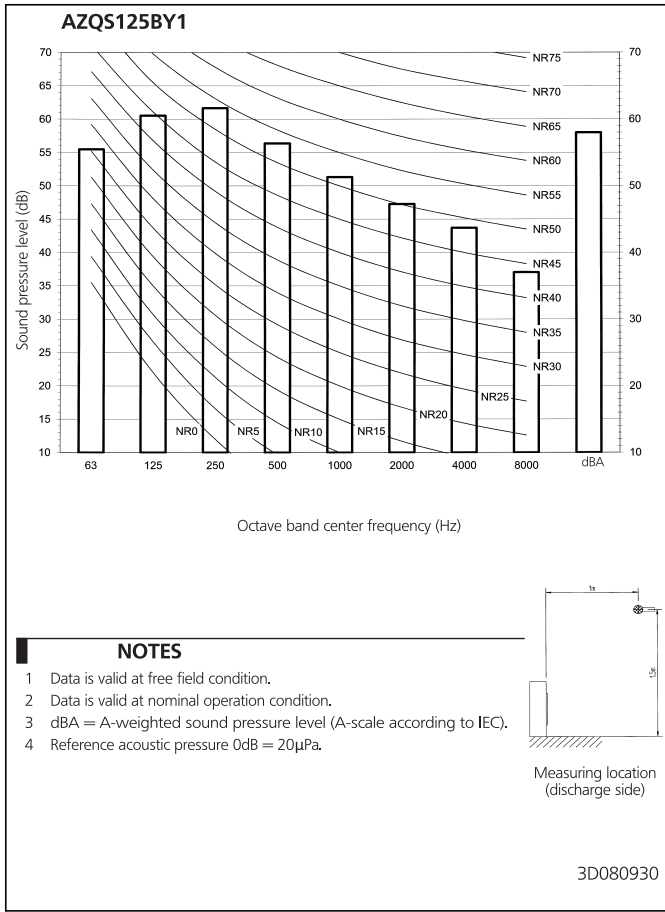 AZQS125BY1
Sound pressure level (dB)
70
65
60
55
50
45
40
35
30
25
20
15
10
NR75
NR70
NR65
NR60
NR55
NR50
NR45
NR40
NR35
NR30
NR25
NR20
NR0 NR5 NR10 NR15
70
60
50
40
30
20
10
63 125 250 500 1000 2000 4000 8000 dBA
Octave band center frequency (Hz)
NOTES
1 Data is valid at free field condition.
2 Data is valid at nominal operation condition.
3 dBA = A-weighted sound pressure level (A-scale according to IEC).
4 Reference acoustic pressure 0dB = 20µPa.
1m
1.5m
Measuring location
(discharge side)
3D080930